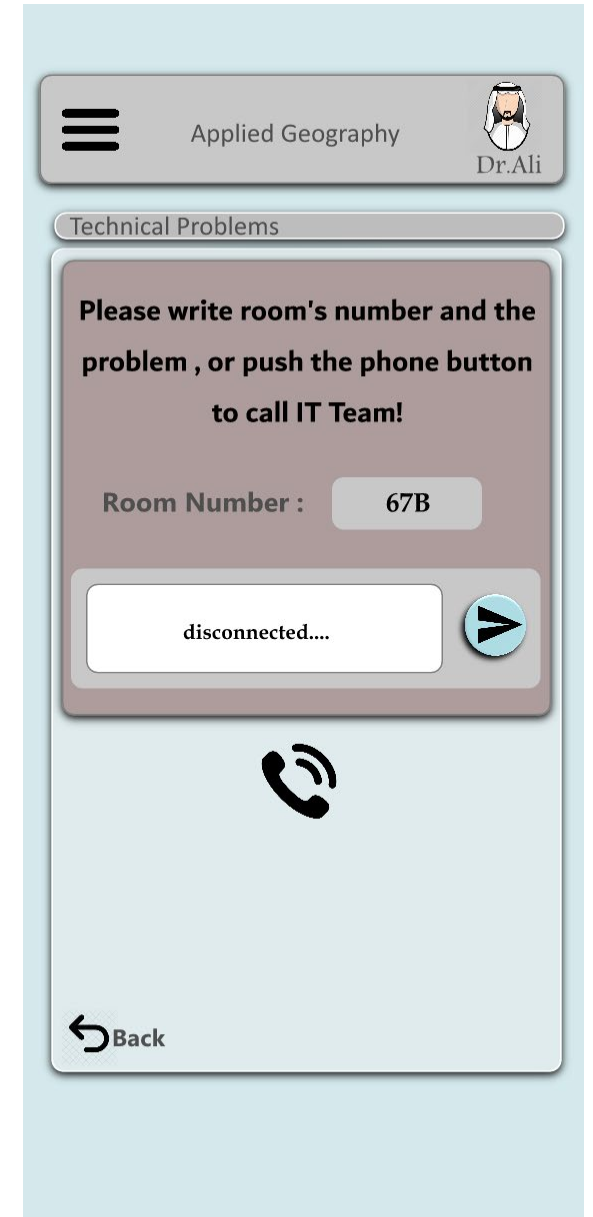 Applied Geography
Dr.Ali
Technical Problems
Please write room's number and the
problem , or push the phone button
to call IT Team!
Room Number : 67B
disconnected....
Back